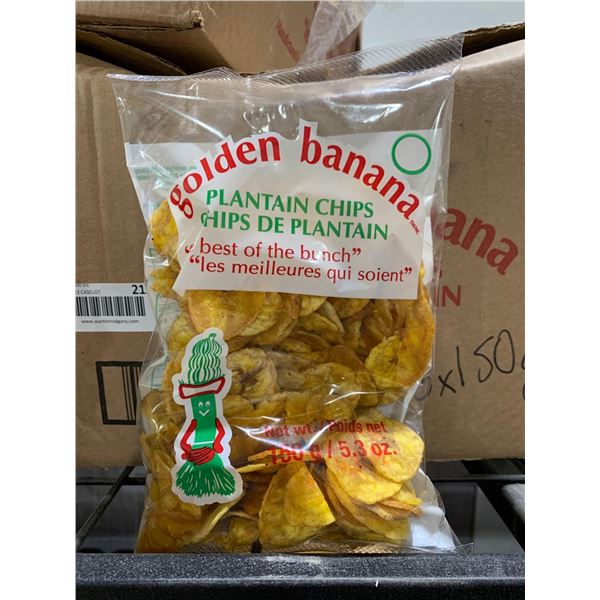 golden banana
PLANTAIN CHIPS
CHIPS DE PLANTAIN
"best of the bunch"
"les meilleures qui soient"
Net wt./Poids net
150 g / 5.3 oz.
21
CASELOT
www.auctioncalgary.com
ana
IN
x150